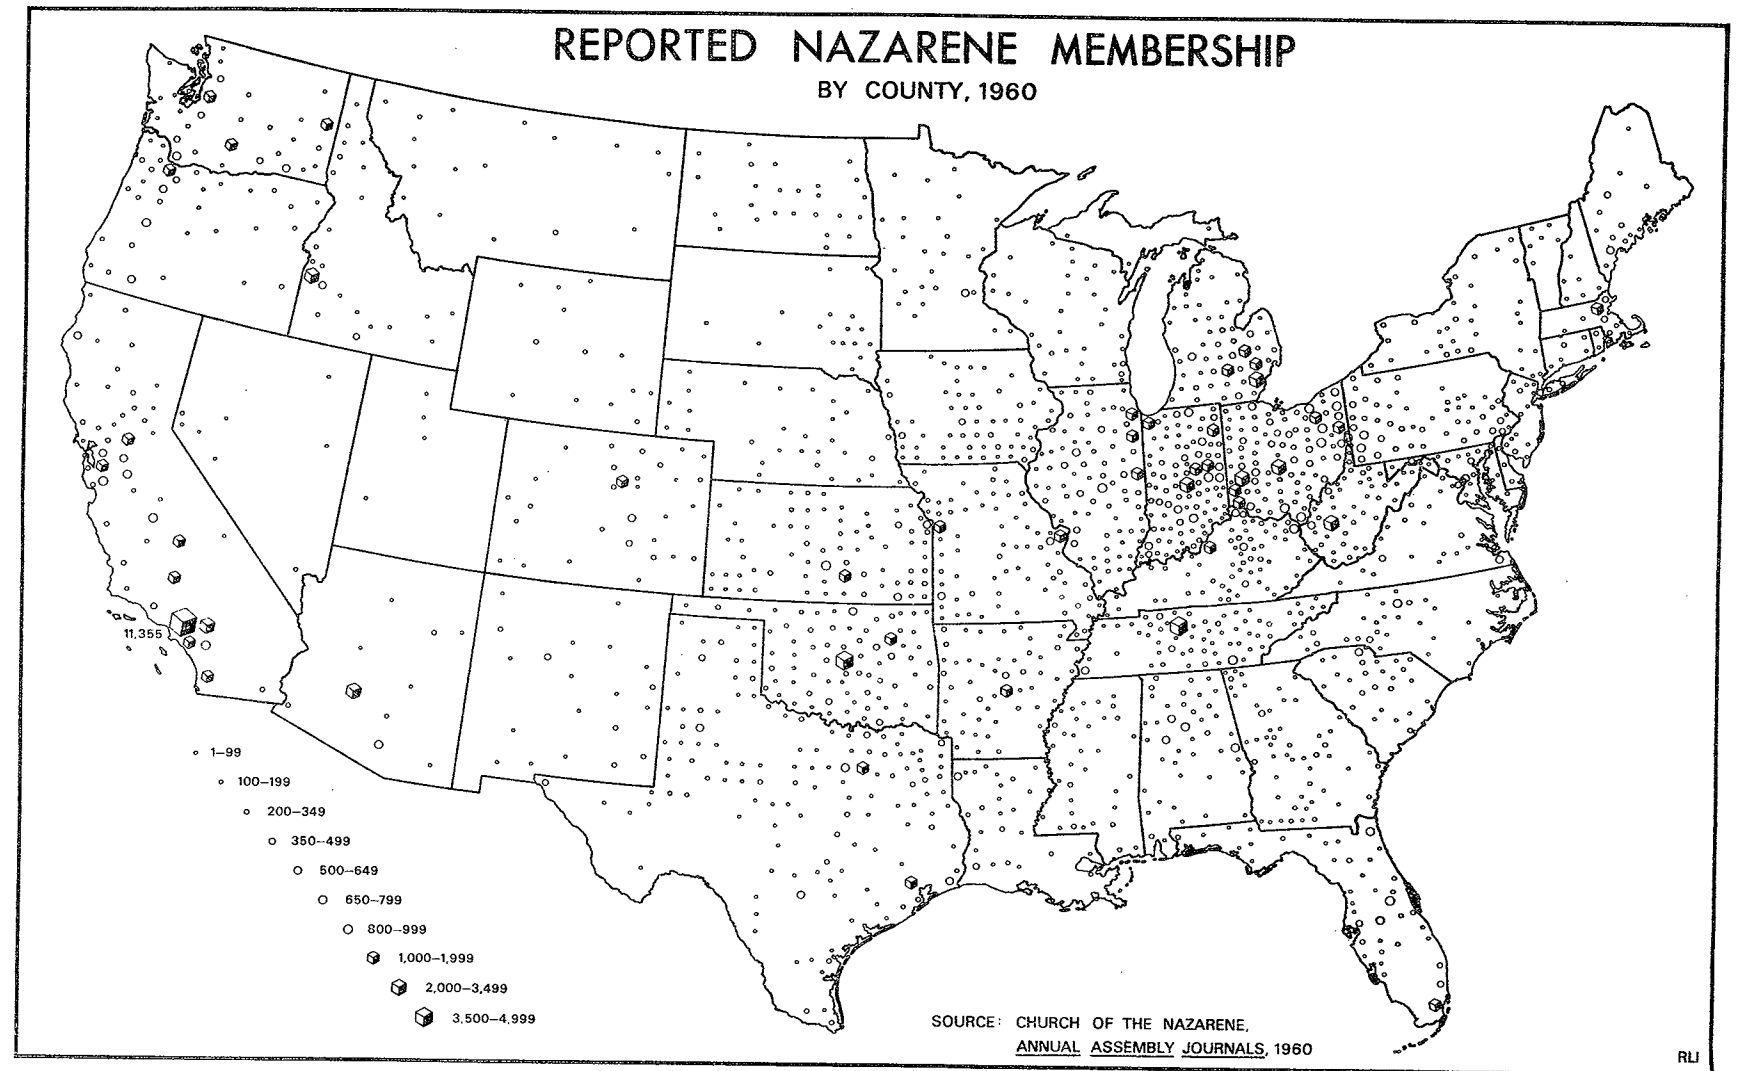 REPORTED NAZARENE MEMBERSHIP
BY COUNTY, 1960
11,355
1–99
100–199
200–349
350–499
500–649
650–799
800–999
1,000–1,999
2,000–3,499
3,500–4,999
SOURCE: CHURCH OF THE NAZARENE,
ANNUAL ASSEMBLY JOURNALS, 1960
RLJ